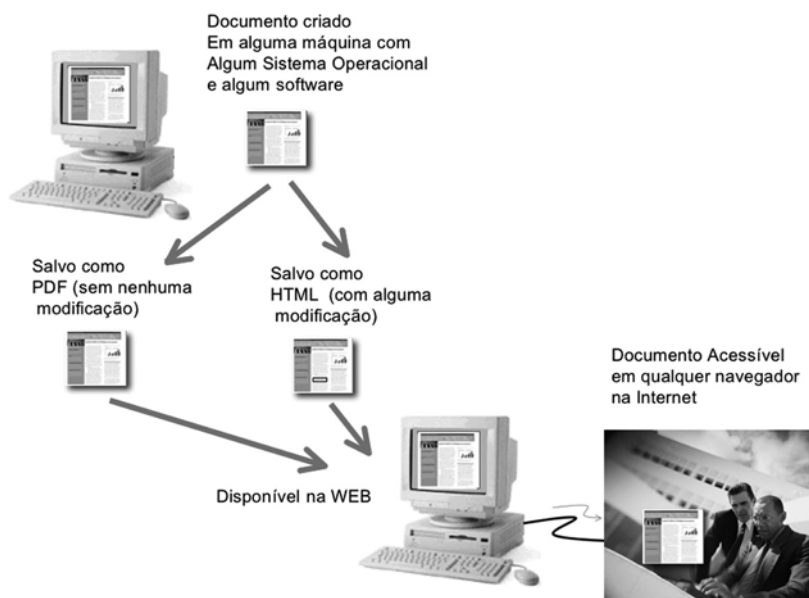 Documento criado
Em alguma máquina com
Algum Sistema Operacional
e algum software
Salvo como
PDF (sem nenhuma
modificação)
Salvo como
HTML (com alguma
modificação)
Documento Acessível
em qualquer navegador
na Internet
Disponível na WEB